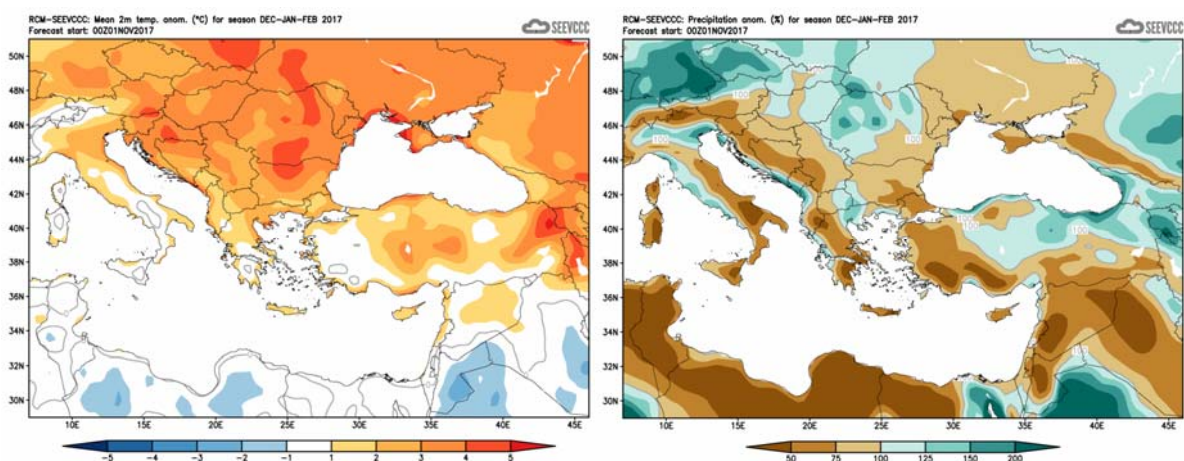 RCM-SEEVCCC: Mean 2m temp. anom. (°C) for season DEC-JAN-FEB 2017
Forecast start: 00Z01NOV2017
SEEVCCC
50N
48N
46N
44N
42N
40N
38N
36N
34N
32N
30N
10E 15E 20E 25E 30E 35E 40E 45E
-5 -4 -3 -2 -1 1 2 3 4 5
RCM-SEEVCCC: Precipitation anom. (%) for season DEC-JAN-FEB 2017
Forecast start: 00Z01NOV2017
SEEVCCC
50N
48N
46N
44N
42N
40N
38N
36N
34N
32N
30N
100
100
100
100
100
10E 15E 20E 25E 30E 35E 40E 45E
50 75 100 125 150 200